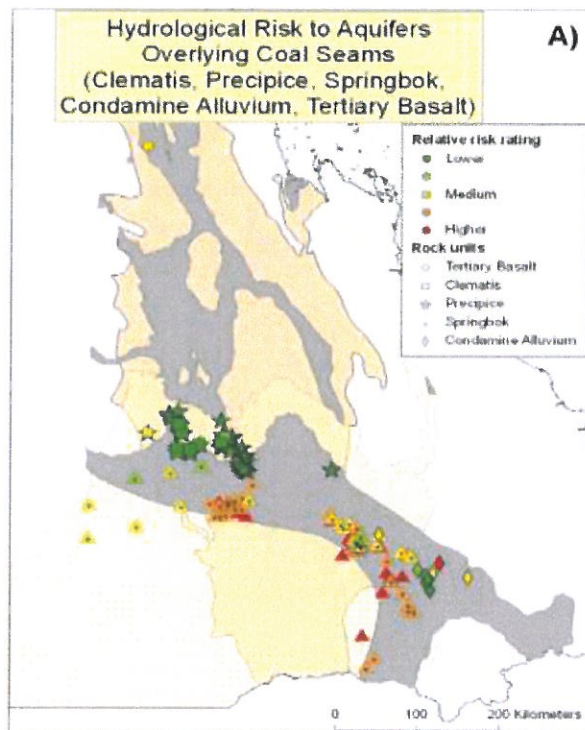 Hydrological Risk to Aquifers
Overlying Coal Seams
(Clematis, Precipice, Springbok,
Condamine Alluvium, Tertiary Basalt)
A)
Relative risk rating
Lower
Medium
Higher
Rock units
Tertiary Basalt
Clematis
Precipice
Springbok
Condamine Alluvium
0 100 200 Kilometers